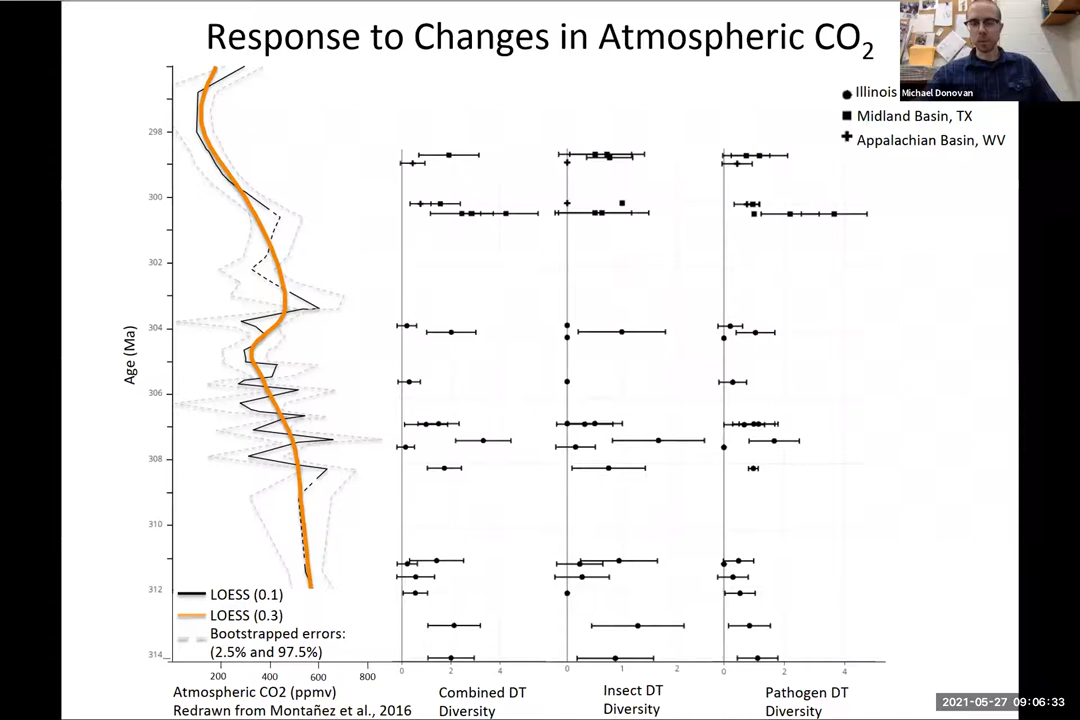 Response to Changes in Atmospheric CO2
Michael Donovan
Illinois
Midland Basin, TX
Appalachian Basin, WV
Age (Ma)
298
300
302
304
306
308
310
312
314
LOESS (0.1)
LOESS (0.3)
Bootstrapped errors:
(2.5% and 97.5%)
200 400 600 800
0 2 4
0 1 2
0 2 4
Atmospheric CO2 (ppmv)
Redrawn from Montañez et al., 2016
Combined DT
Diversity
Insect DT
Diversity
Pathogen DT
Diversity
2021-05-27 09:06:33